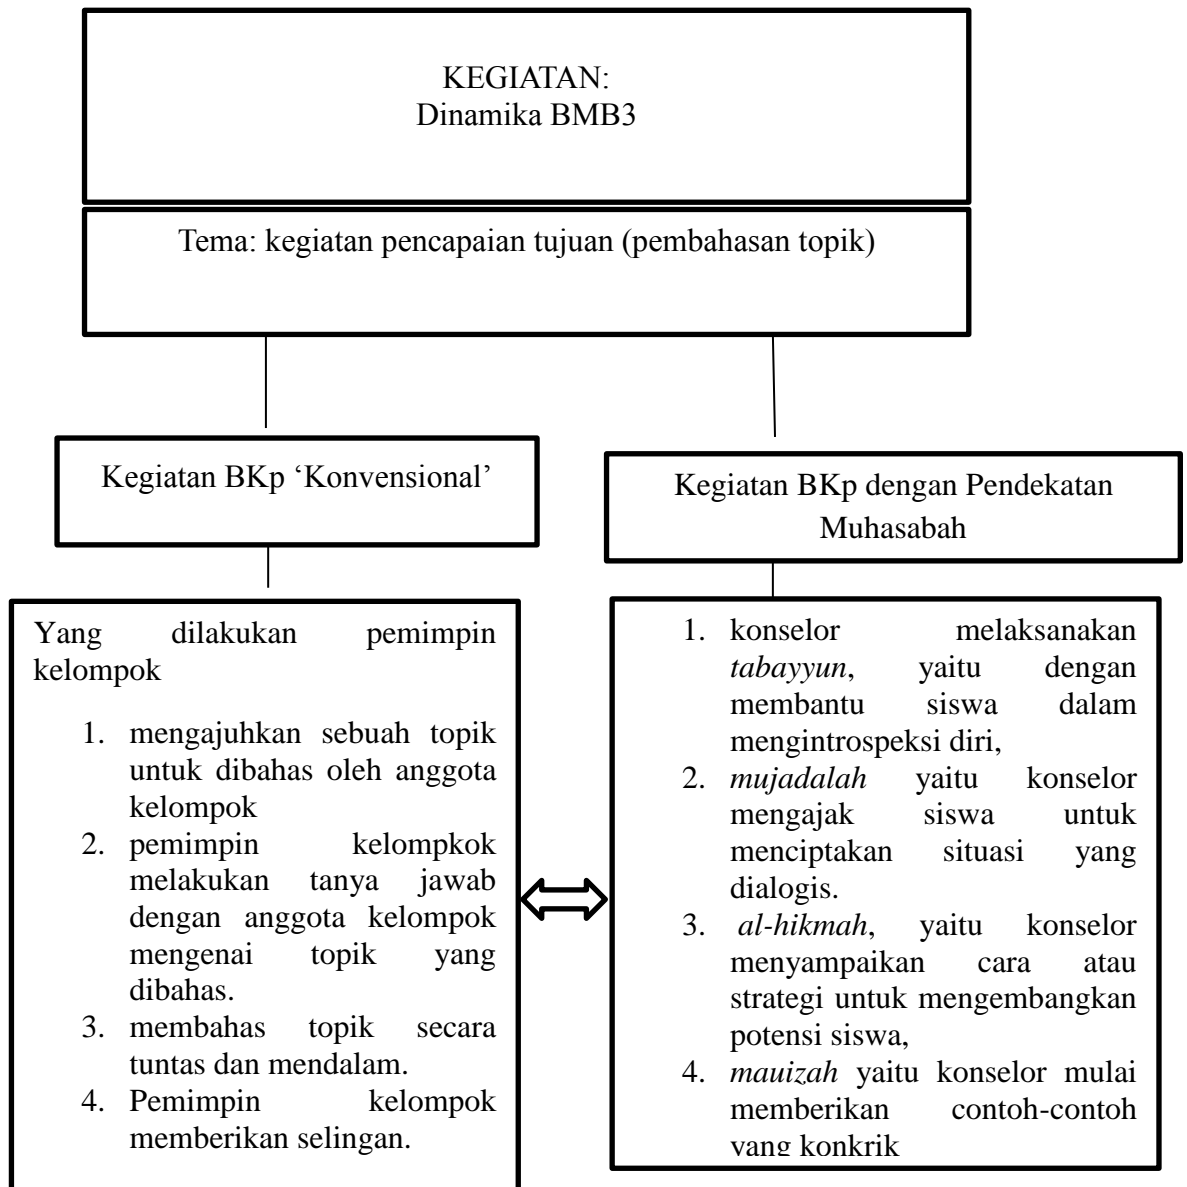 KEGIATAN:
Dinamika BMB3
Tema: kegiatan pencapaian tujuan (pembahasan topik)
Kegiatan BKp ‘Konvensional’
Kegiatan BKp dengan Pendekatan
Muhasabah
Yang dilakukan pemimpin
kelompok
1. mengajuhkan sebuah topik
untuk dibahas oleh anggota
kelompok
2. pemimpin kelompkok
melakukan tanya jawab
dengan anggota kelompok
mengenai topik yang
dibahas.
3. membahas topik secara
tuntas dan mendalam.
4. Pemimpin kelompok
memberikan selingan.
1. konselor melaksanakan
tabayyun, yaitu dengan
membantu siswa dalam
mengintrospeksi diri,
2. mujadalah yaitu konselor
mengajak siswa untuk
menciptakan situasi yang
dialogis.
3. al-hikmah, yaitu konselor
menyampaikan cara atau
strategi untuk mengembangkan
potensi siswa,
4. mauizah yaitu konselor mulai
memberikan contoh-contoh
yang konkrik